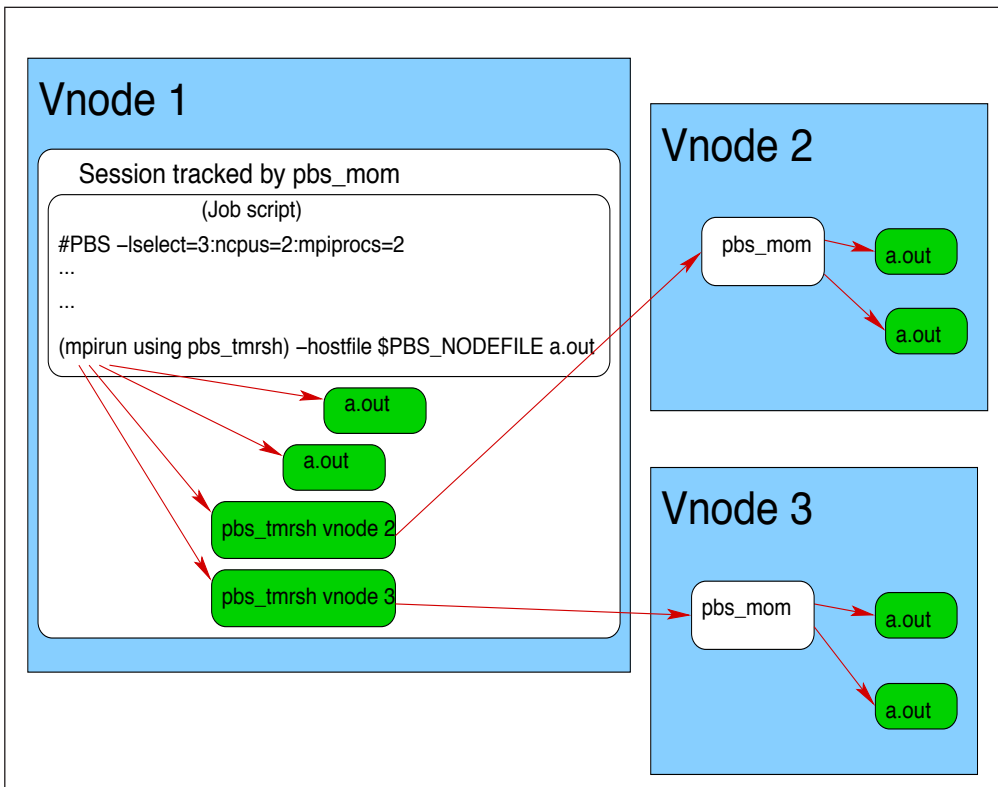 Vnode 1
Session tracked by pbs_mom
(Job script)
#PBS –lselect=3:ncpus=2:mpiprocs=2
...
...
(mpirun using pbs_tmrsh) –hostfile $PBS_NODEFILE a.out
a.out
a.out
pbs_tmrsh vnode 2
pbs_tmrsh vnode 3
Vnode 2
pbs_mom
a.out
a.out
Vnode 3
pbs_mom
a.out
a.out